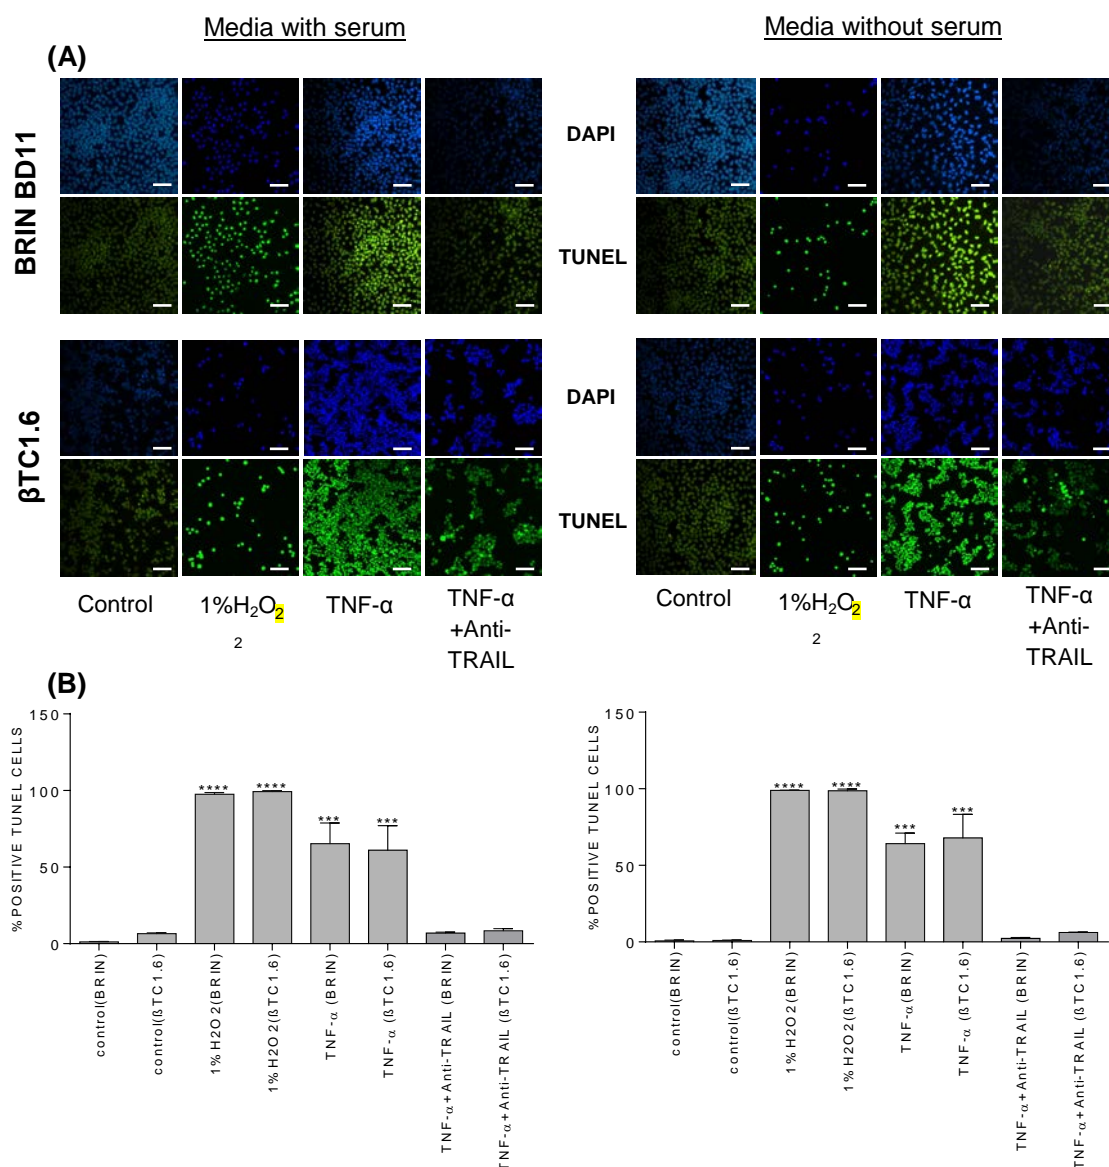 Media with serum
Media without serum
(A)
BRIN BD11
DAPI
TUNEL
βTC1.6
DAPI
TUNEL
Control
1%H₂O₂
2
TNF-α
TNF-α
+Anti-
TRAIL
Control
1%H₂O₂
2
TNF-α
TNF-α
+Anti-
TRAIL
(B)
%POSITIVE TUNEL CELLS
150
100
50
0
****
****
***
***
control(BRIN)
control(ßTC1.6)
1%H2O2(BRIN)
1%H2O2(ßTC1.6)
TNF-α (BRIN)
TNF-α (ßTC1.6)
TNF-α+Anti-TRAIL (BRIN)
TNF-α+Anti-TRAIL (ßTC1.6)
%POSITIVE TUNEL CELLS
150
100
50
0
****
****
***
***
control(BRIN)
control(ßTC1.6)
1%H2O2(BRIN)
1%H2O2(ßTC1.6)
TNF-α(BRIN)
TNF-α (ßTC1.6)
TNF-α+Anti-TRAIL (BRIN)
TNF-α+Anti-TRAIL (ßTC1.6)